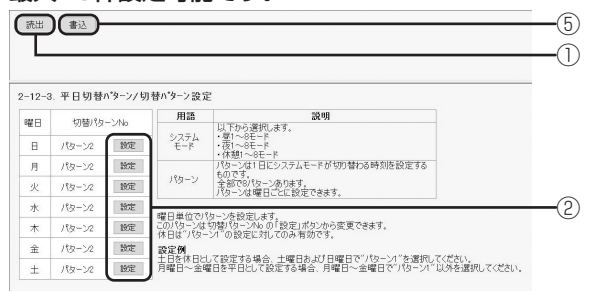 読出 書込
⑤
①
2-12-3. 平日切替パターン/切替パターン設定
曜日 切替パターンNo
日 パターン2 設定
月 パターン2 設定
火 パターン2 設定
水 パターン2 設定
木 パターン2 設定
金 パターン2 設定
土 パターン2 設定
②
用語 説明
システムモード
以下から選択します。
・昼1～8モード
・夜1～8モード
・休憩1～8モード
パターン
パターンは1日にシステムモードが切り替わる時刻を設定する
ものです。
全部で8パターンあります。
パターンは曜日ごとに設定できます。
曜日単位でパターンを設定します。
このパターンは切替パターンNo の「設定」ボタンから変更できます。
休日は"パターン1"の設定に対してのみ有効です。
設定例
土日を休日として設定する場合、土曜日および日曜日で"パターン1"を選択してください。
月曜日～金曜日を平日として設定する場合、月曜日～金曜日で"パターン1"以外を選択してください。